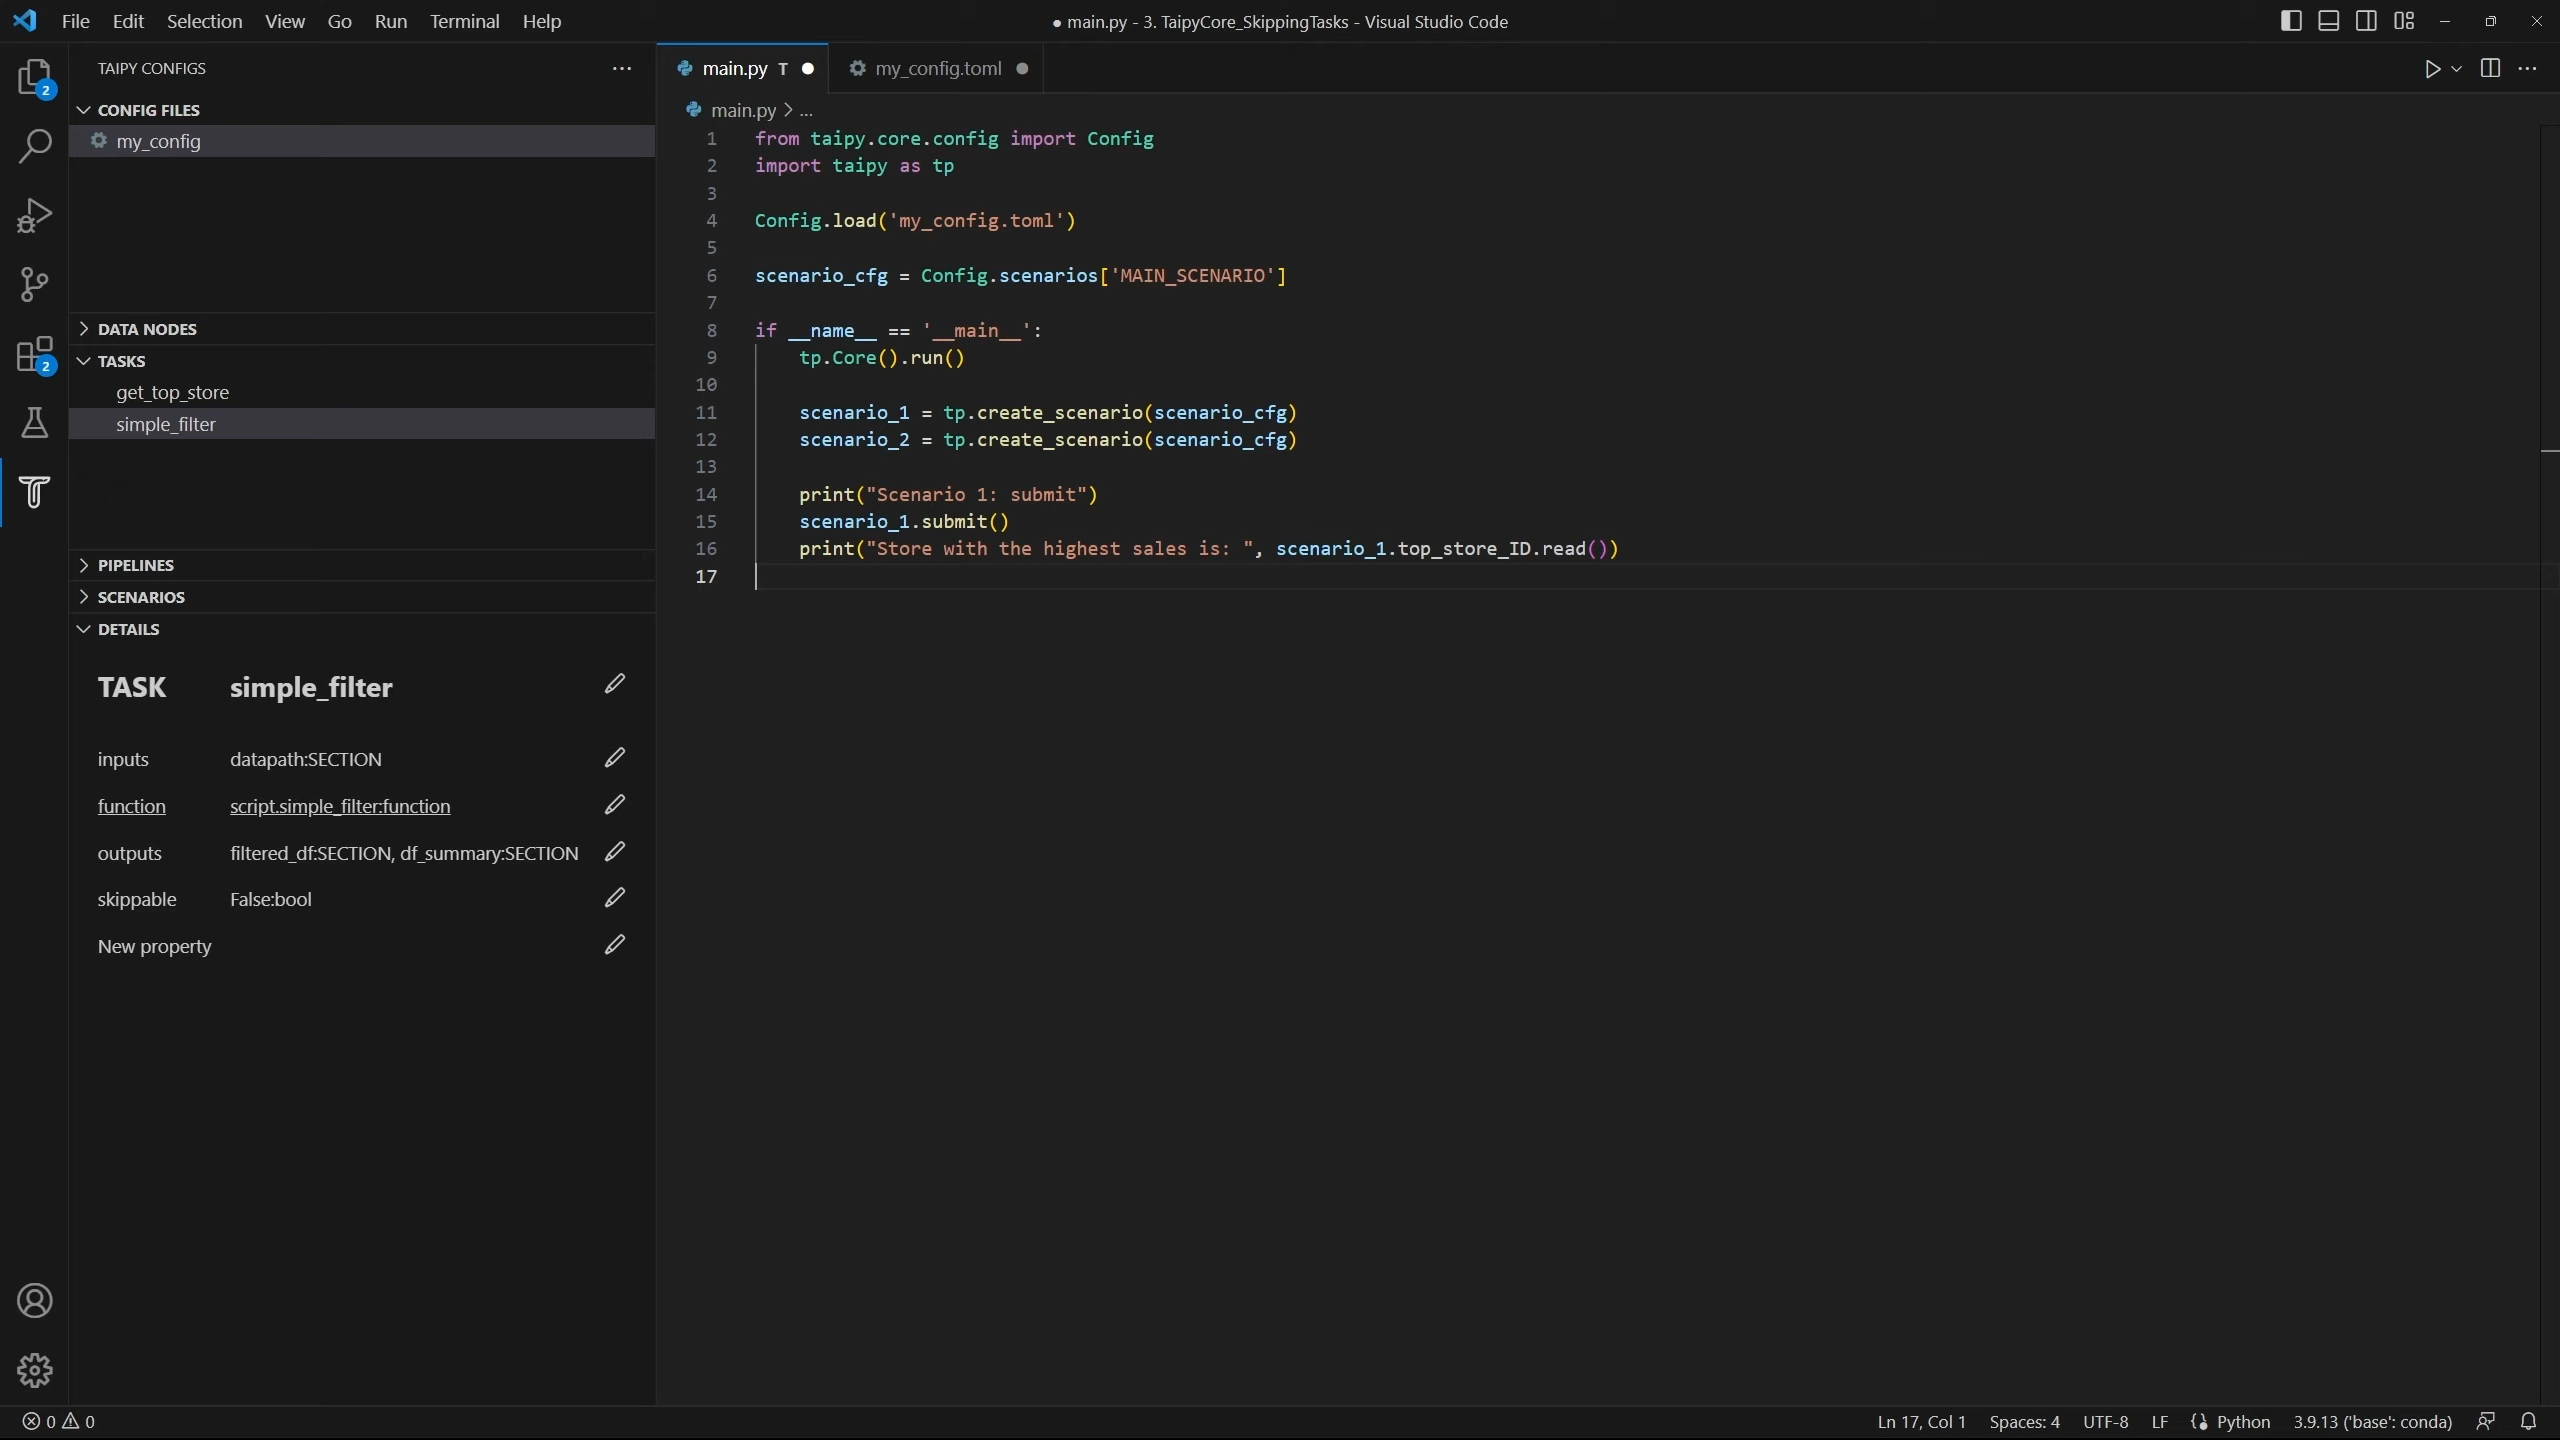 File Edit Selection View Go Run Terminal Help
● main.py - 3. TaipyCore_SkippingTasks - Visual Studio Code
TAIPY CONFIGS
CONFIG FILES
my_config
DATA NODES
TASKS
get_top_store
simple_filter
PIPELINES
SCENARIOS
DETAILS
TASK simple_filter
inputs datapath:SECTION
function script.simple_filter:function
outputs filtered_df:SECTION, df_summary:SECTION
skippable False:bool
New property
2
2
main.py T
my_config.toml
main.py > ...
1 from taipy.core.config import Config
2 import taipy as tp
3
4 Config.load('my_config.toml')
5
6 scenario_cfg = Config.scenarios['MAIN_SCENARIO']
7
8 if __name__ == '__main__':
9     tp.Core().run()
10
11     scenario_1 = tp.create_scenario(scenario_cfg)
12     scenario_2 = tp.create_scenario(scenario_cfg)
13
14     print("Scenario 1: submit")
15     scenario_1.submit()
16     print("Store with the highest sales is: ", scenario_1.top_store_ID.read())
17
0 0
Ln 17, Col 1 Spaces: 4 UTF-8 LF Python 3.9.13 ('base': conda)